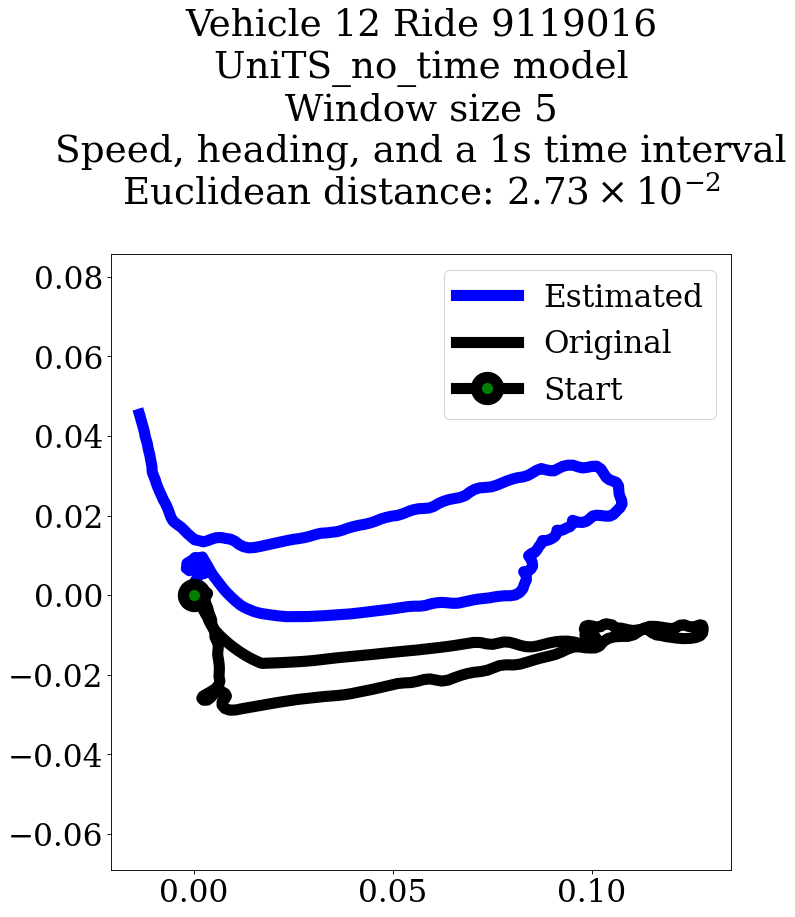 Vehicle 12 Ride 9119016
UniTS_no_time model
Window size 5
Speed, heading, and a 1s time interval
Euclidean distance: 2.73 × 10⁻²
Estimated
Original
Start
0.08
0.06
0.04
0.02
0.00
−0.02
−0.04
−0.06
0.00 0.05 0.10